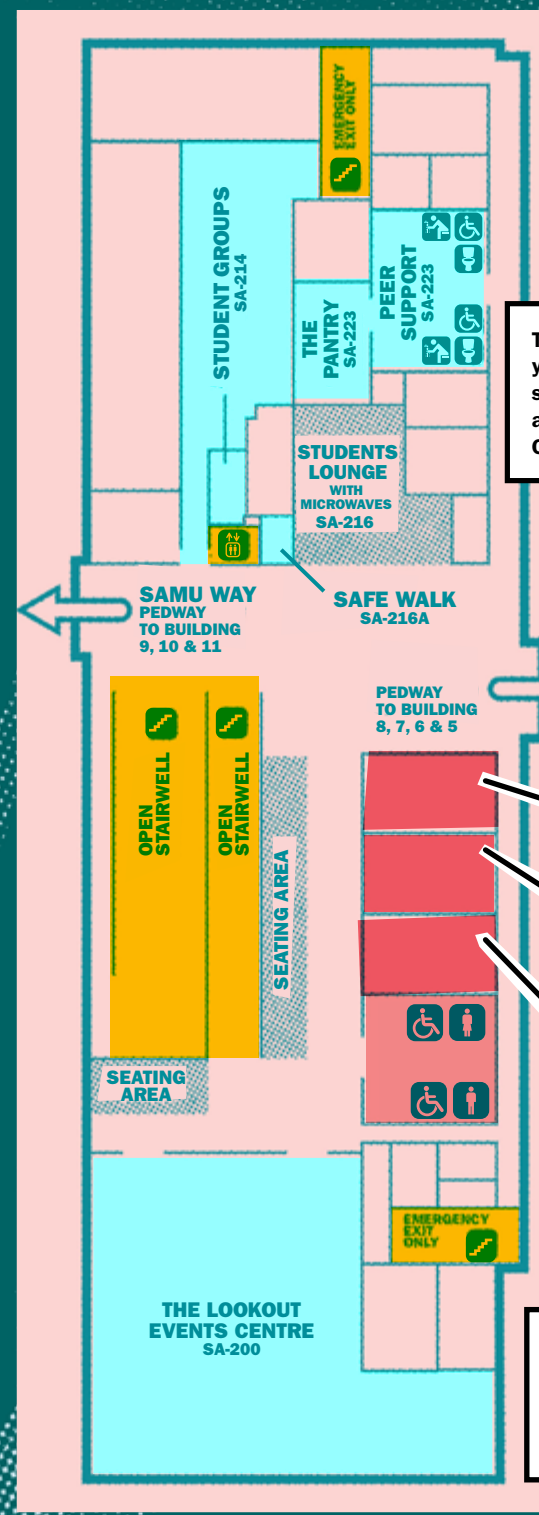 EMERGENCY
EXIT ONLY
STUDENT GROUPS
SA-214
PEER
SUPPORT
SA-223
THE
PANTRY
SA-223
STUDENTS
LOUNGE
WITH
MICROWAVES
SA-216
SAMU WAY
PEDWAY
TO BUILDING
9, 10 & 11
SAFE WALK
SA-216A
PEDWAY
TO BUILDING
8, 7, 6 & 5
OPEN
STAIRWELL
OPEN
STAIRWELL
SEATING AREA
SEATING
AREA
EMERGENCY
EXIT
ONLY
THE LOOKOUT
EVENTS CENTRE
SA-200